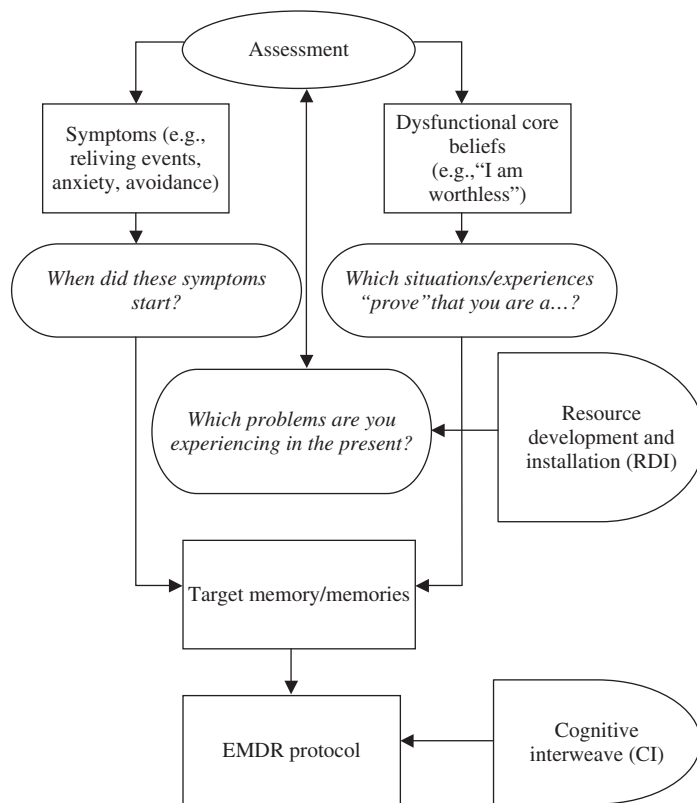 Assessment
Symptoms (e.g.,
reliving events,
anxiety, avoidance)
Dysfunctional core
beliefs
(e.g.,“I am
worthless”)
When did these symptoms
start?
Which situations/experiences
“prove”that you are a…?
Which problems are you
experiencing in the present?
Resource
development and
installation (RDI)
Target memory/memories
EMDR protocol
Cognitive
interweave (CI)